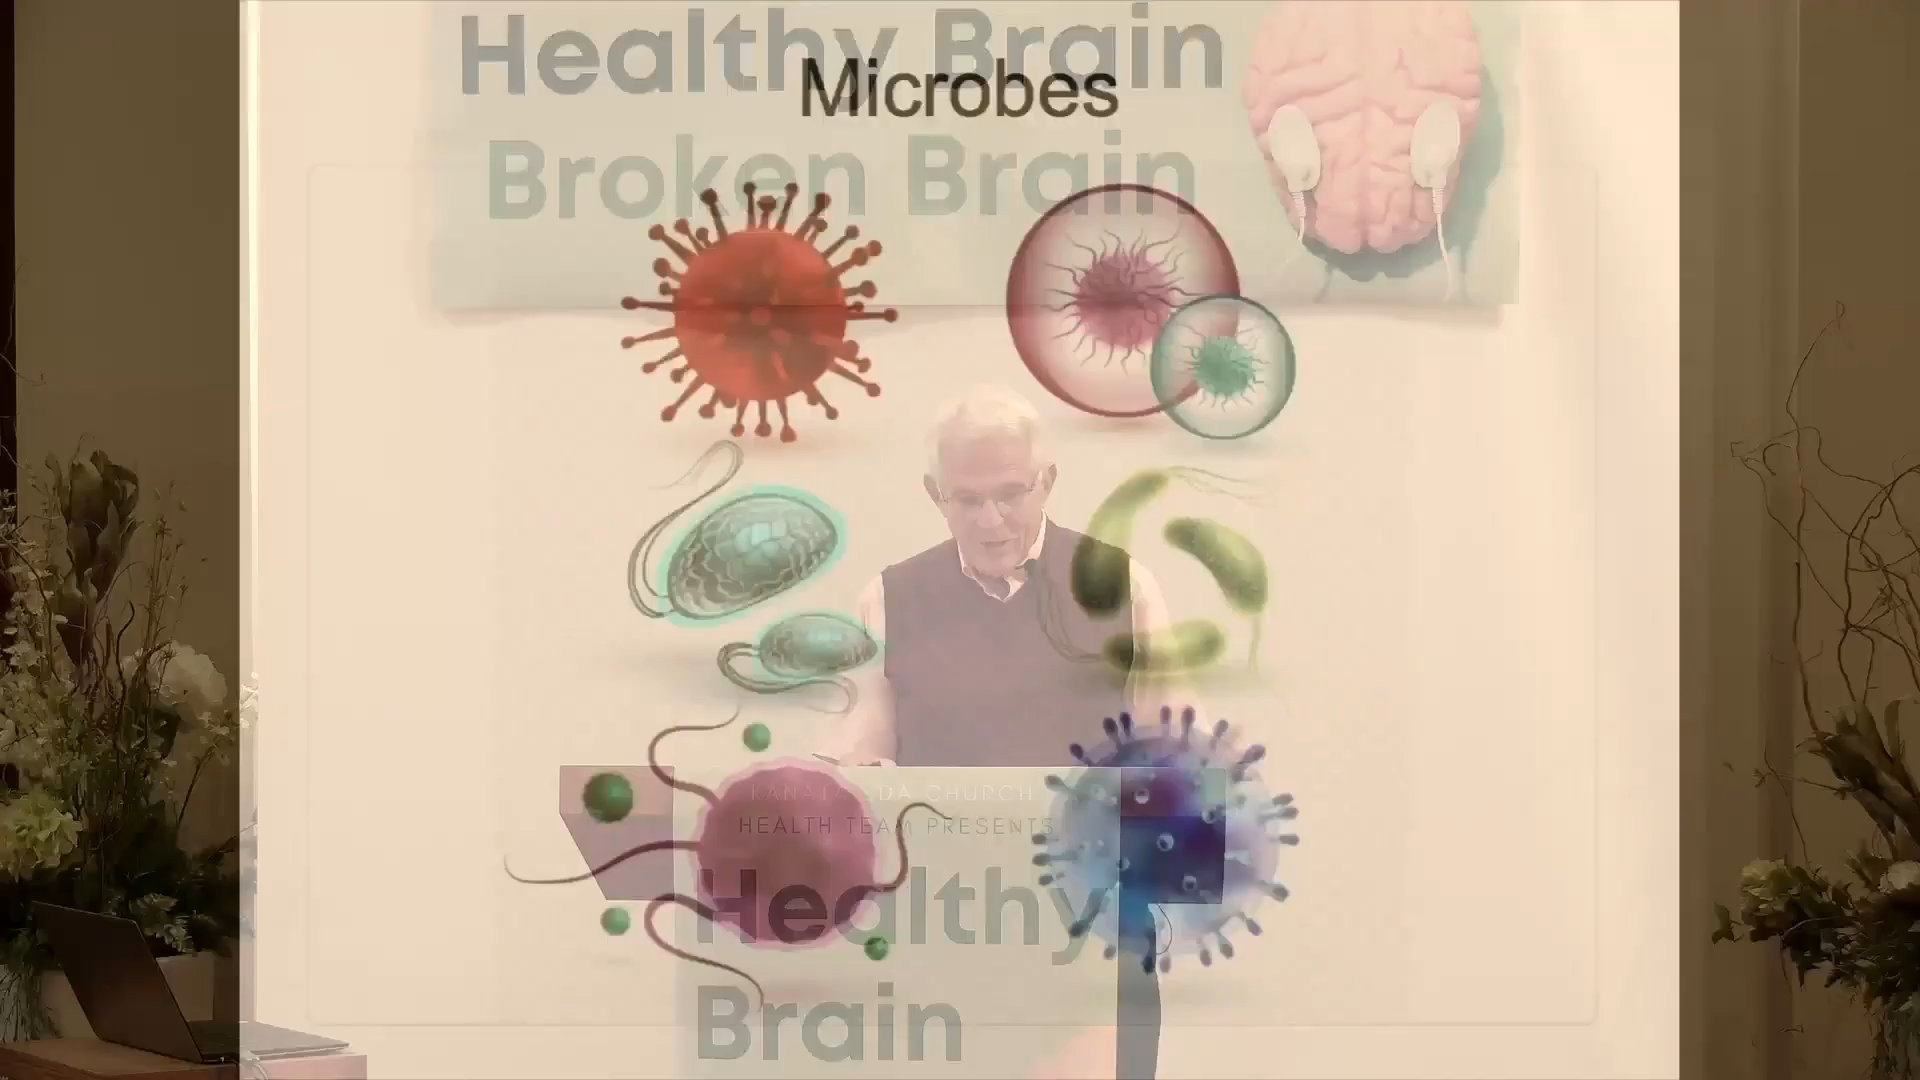 Healthy Brain
Microbes
Broken Brain
KANATA SDA CHURCH
HEALTH TEAM PRESENTS
Healthy
Brain